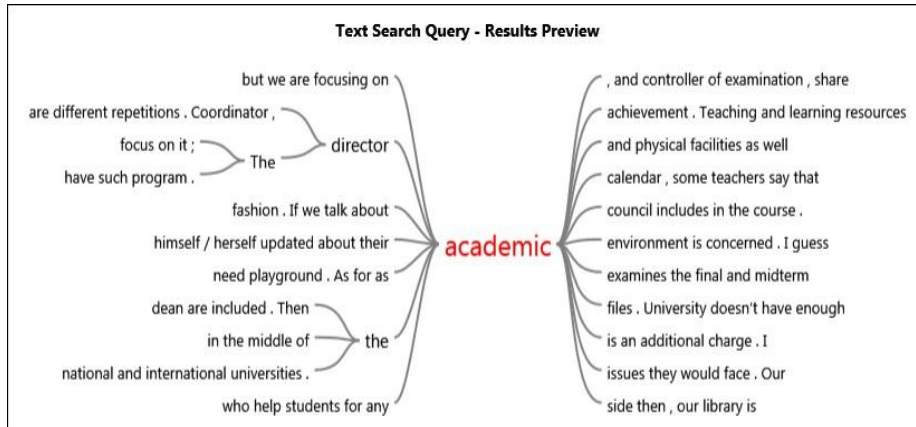 Text Search Query - Results Preview
but we are focusing on
are different repetitions . Coordinator ,
focus on it ;
The
have such program .
director
fashion . If we talk about
himself / herself updated about their
need playground . As for as
dean are included . Then
in the middle of
the
national and international universities .
who help students for any
academic
, and controller of examination , share
achievement . Teaching and learning resources
and physical facilities as well
calendar , some teachers say that
council includes in the course .
environment is concerned . I guess
examines the final and midterm
files . University doesn't have enough
is an additional charge . I
issues they would face . Our
side then , our library is